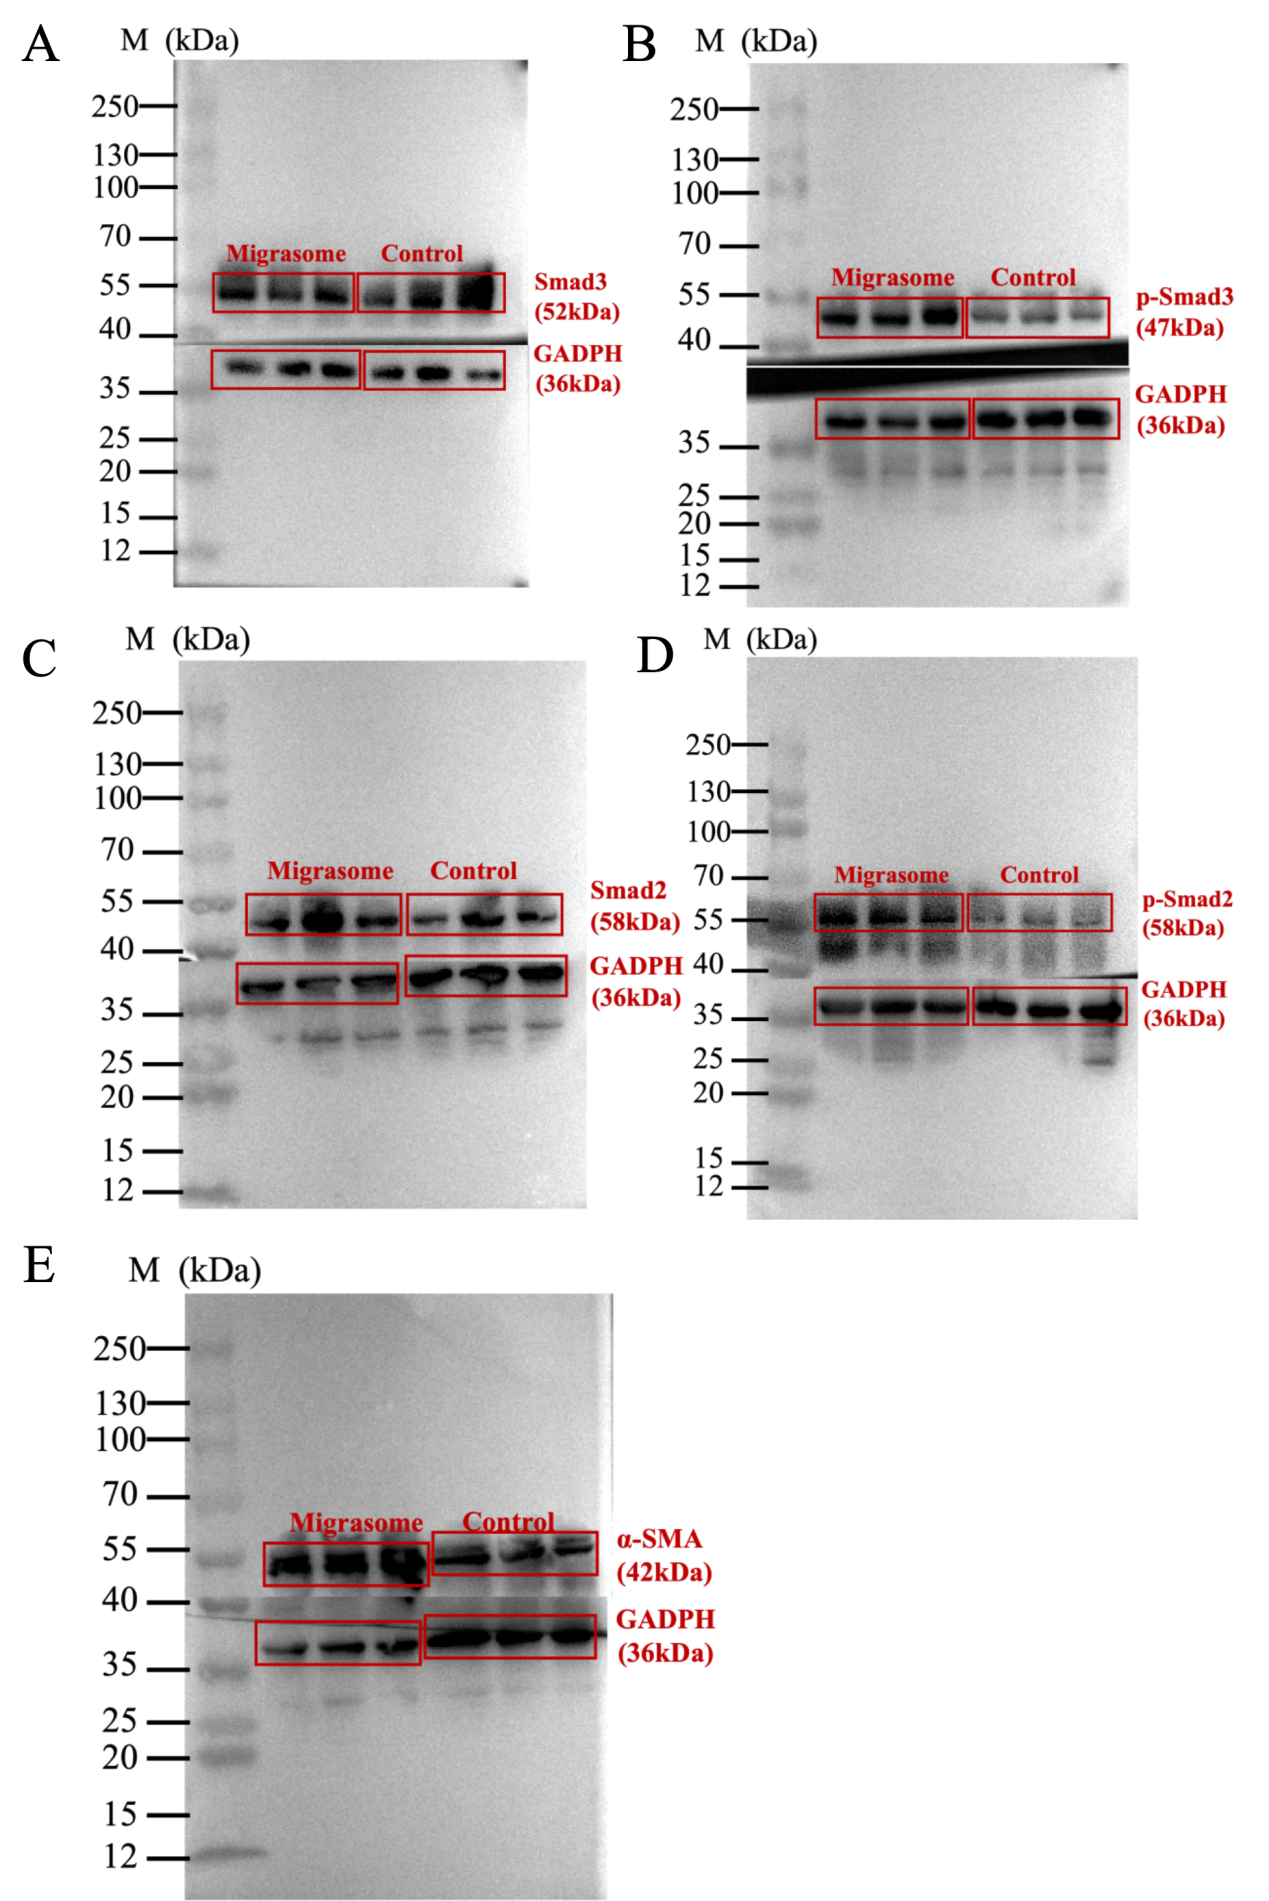 A
M (kDa)
250
130
100
70
55
40
35
25
20
15
12
Migrasome
Control
Smad3
(52kDa)
GADPH
(36kDa)
B
M (kDa)
250
130
100
70
55
40
35
25
20
15
12
Migrasome
Control
p-Smad3
(47kDa)
GADPH
(36kDa)
C
M (kDa)
250
130
100
70
55
40
35
25
20
15
12
Migrasome
Control
Smad2
(58kDa)
GADPH
(36kDa)
D
M (kDa)
250
130
100
70
55
40
35
25
20
15
12
Migrasome
Control
p-Smad2
(58kDa)
GADPH
(36kDa)
E
M (kDa)
250
130
100
70
55
40
35
25
20
15
12
Migrasome
Control
α-SMA
(42kDa)
GADPH
(36kDa)